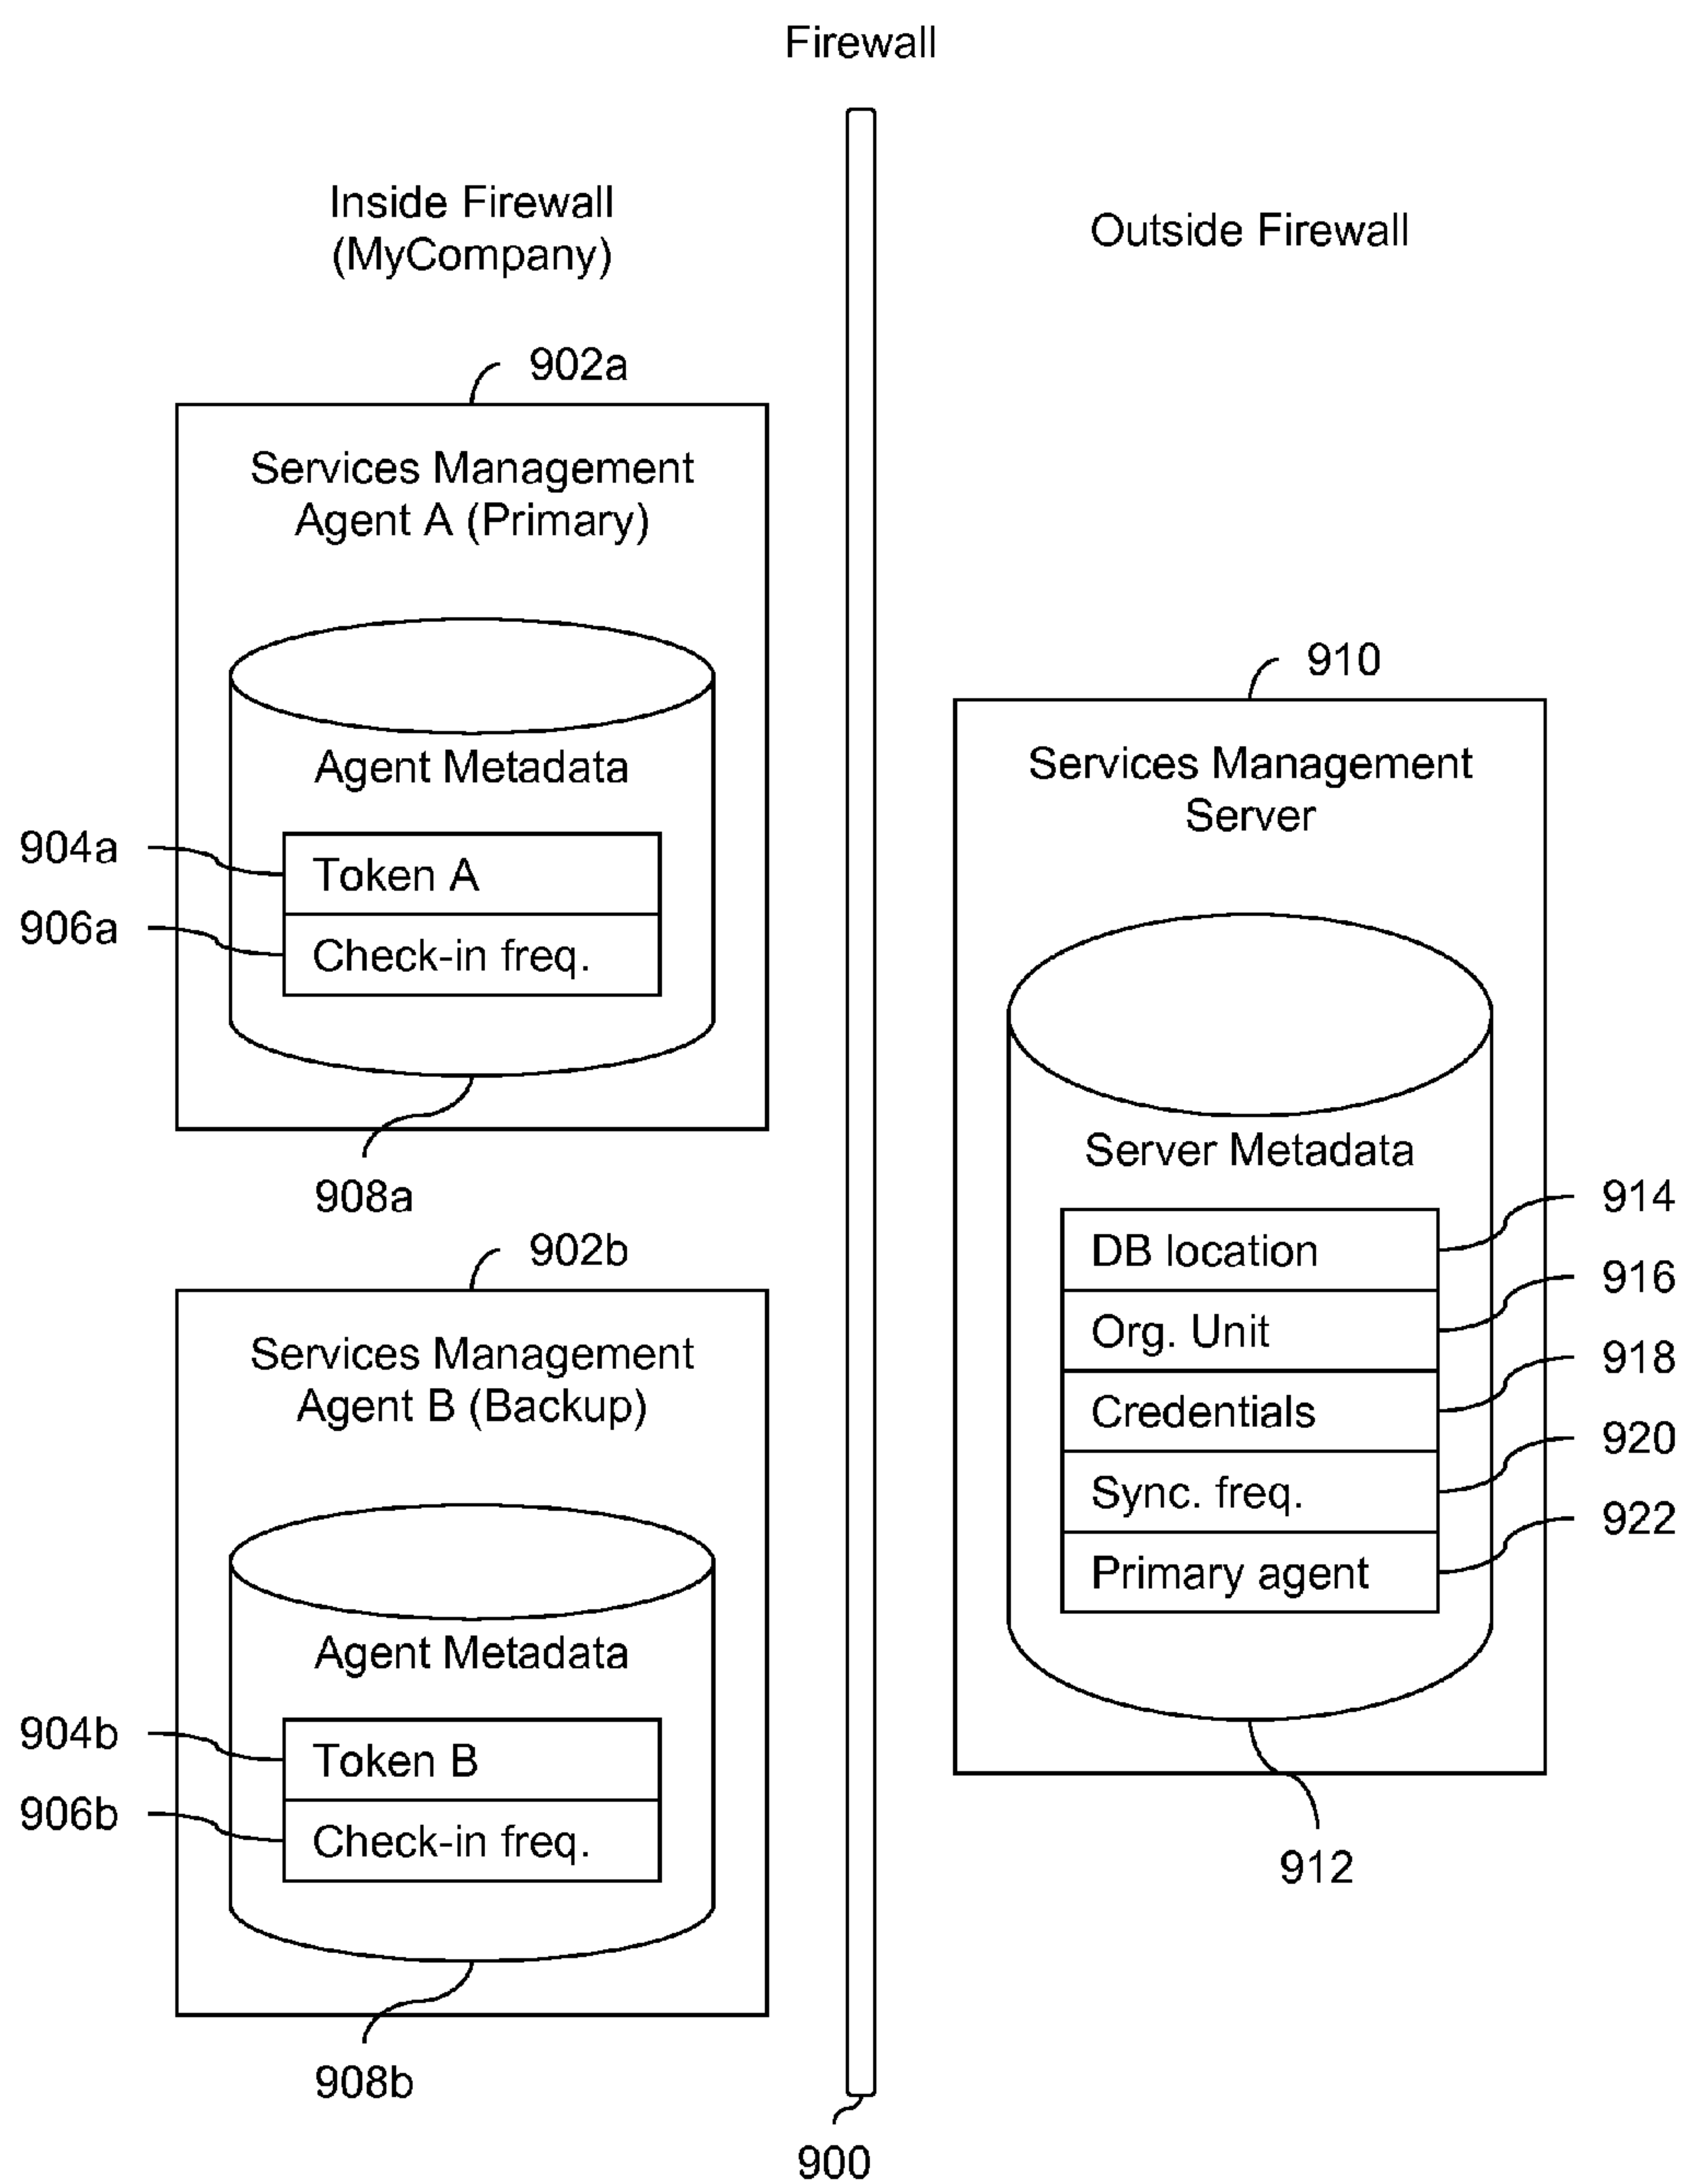 Firewall
Inside Firewall
(MyCompany)
Outside Firewall
902a
Services Management
Agent A (Primary)
Agent Metadata
904a
Token A
906a
Check-in freq.
908a
902b
Services Management
Agent B (Backup)
Agent Metadata
904b
Token B
906b
Check-in freq.
908b
900
910
Services Management
Server
Server Metadata
DB location
914
Org. Unit
916
Credentials
918
Sync. freq.
920
Primary agent
922
912